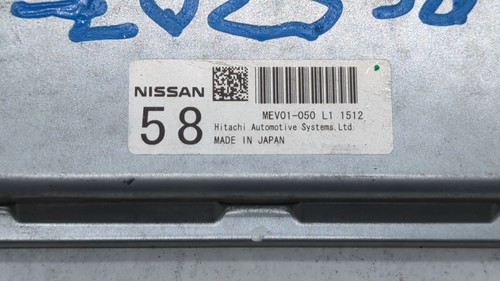 NISSAN
58
MEV01-050 L1 1512
Hitachi Automotive Systems,Ltd.
MADE IN JAPAN